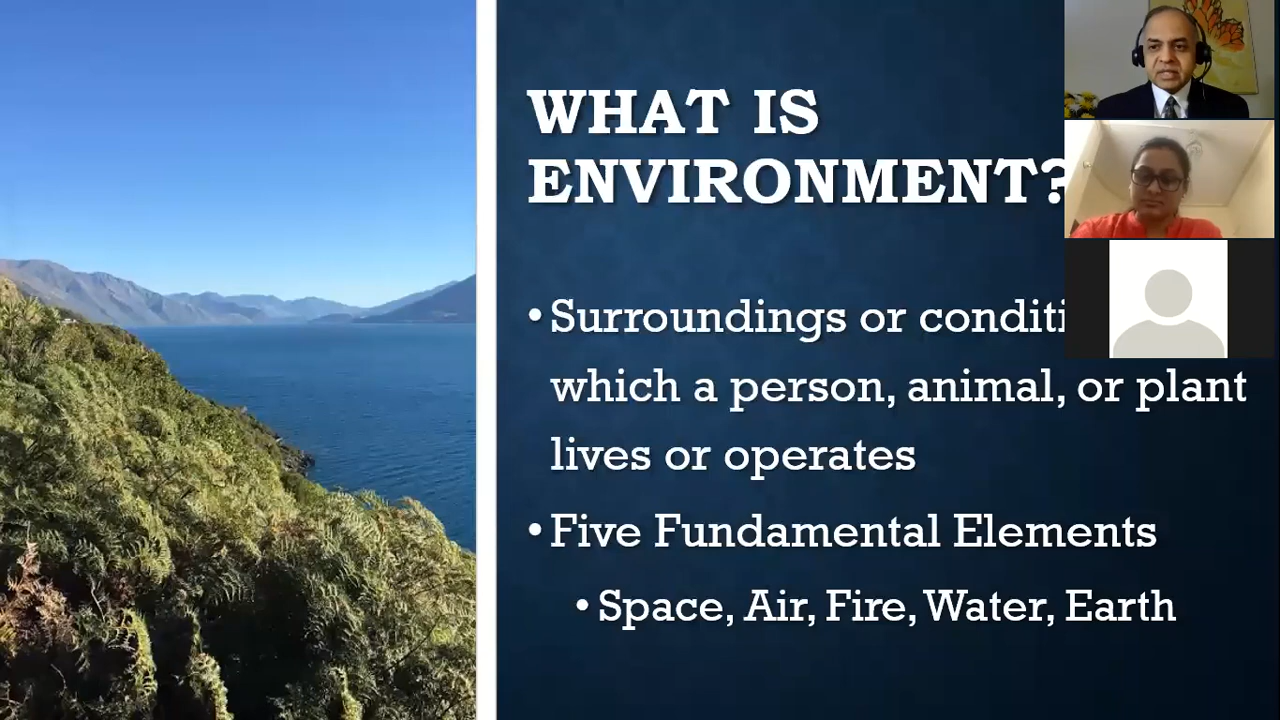 WHAT IS
ENVIRONMENT?
• Surroundings or conditi
which a person, animal, or plant
lives or operates
• Five Fundamental Elements
• Space, Air, Fire, Water, Earth